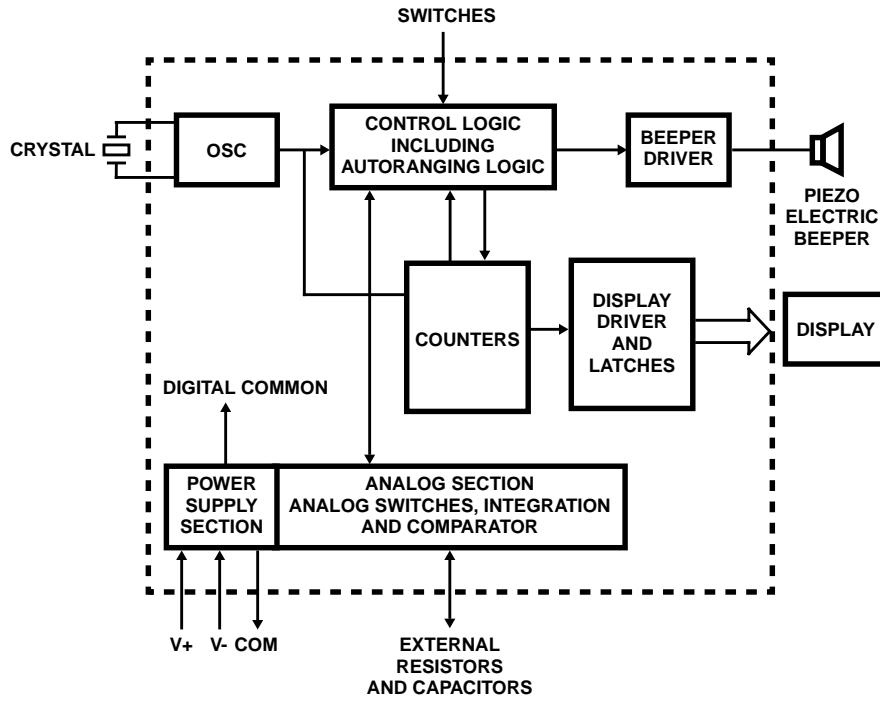 SWITCHES
CRYSTAL
OSC
CONTROL LOGIC
INCLUDING
AUTORANGING LOGIC
BEEPER
DRIVER
PIEZO
ELECTRIC
BEEPER
COUNTERS
DISPLAY
DRIVER
AND
LATCHES
DISPLAY
DIGITAL COMMON
POWER
SUPPLY
SECTION
ANALOG SECTION
ANALOG SWITCHES, INTEGRATION
AND COMPARATOR
V+
V-
COM
EXTERNAL
RESISTORS
AND CAPACITORS